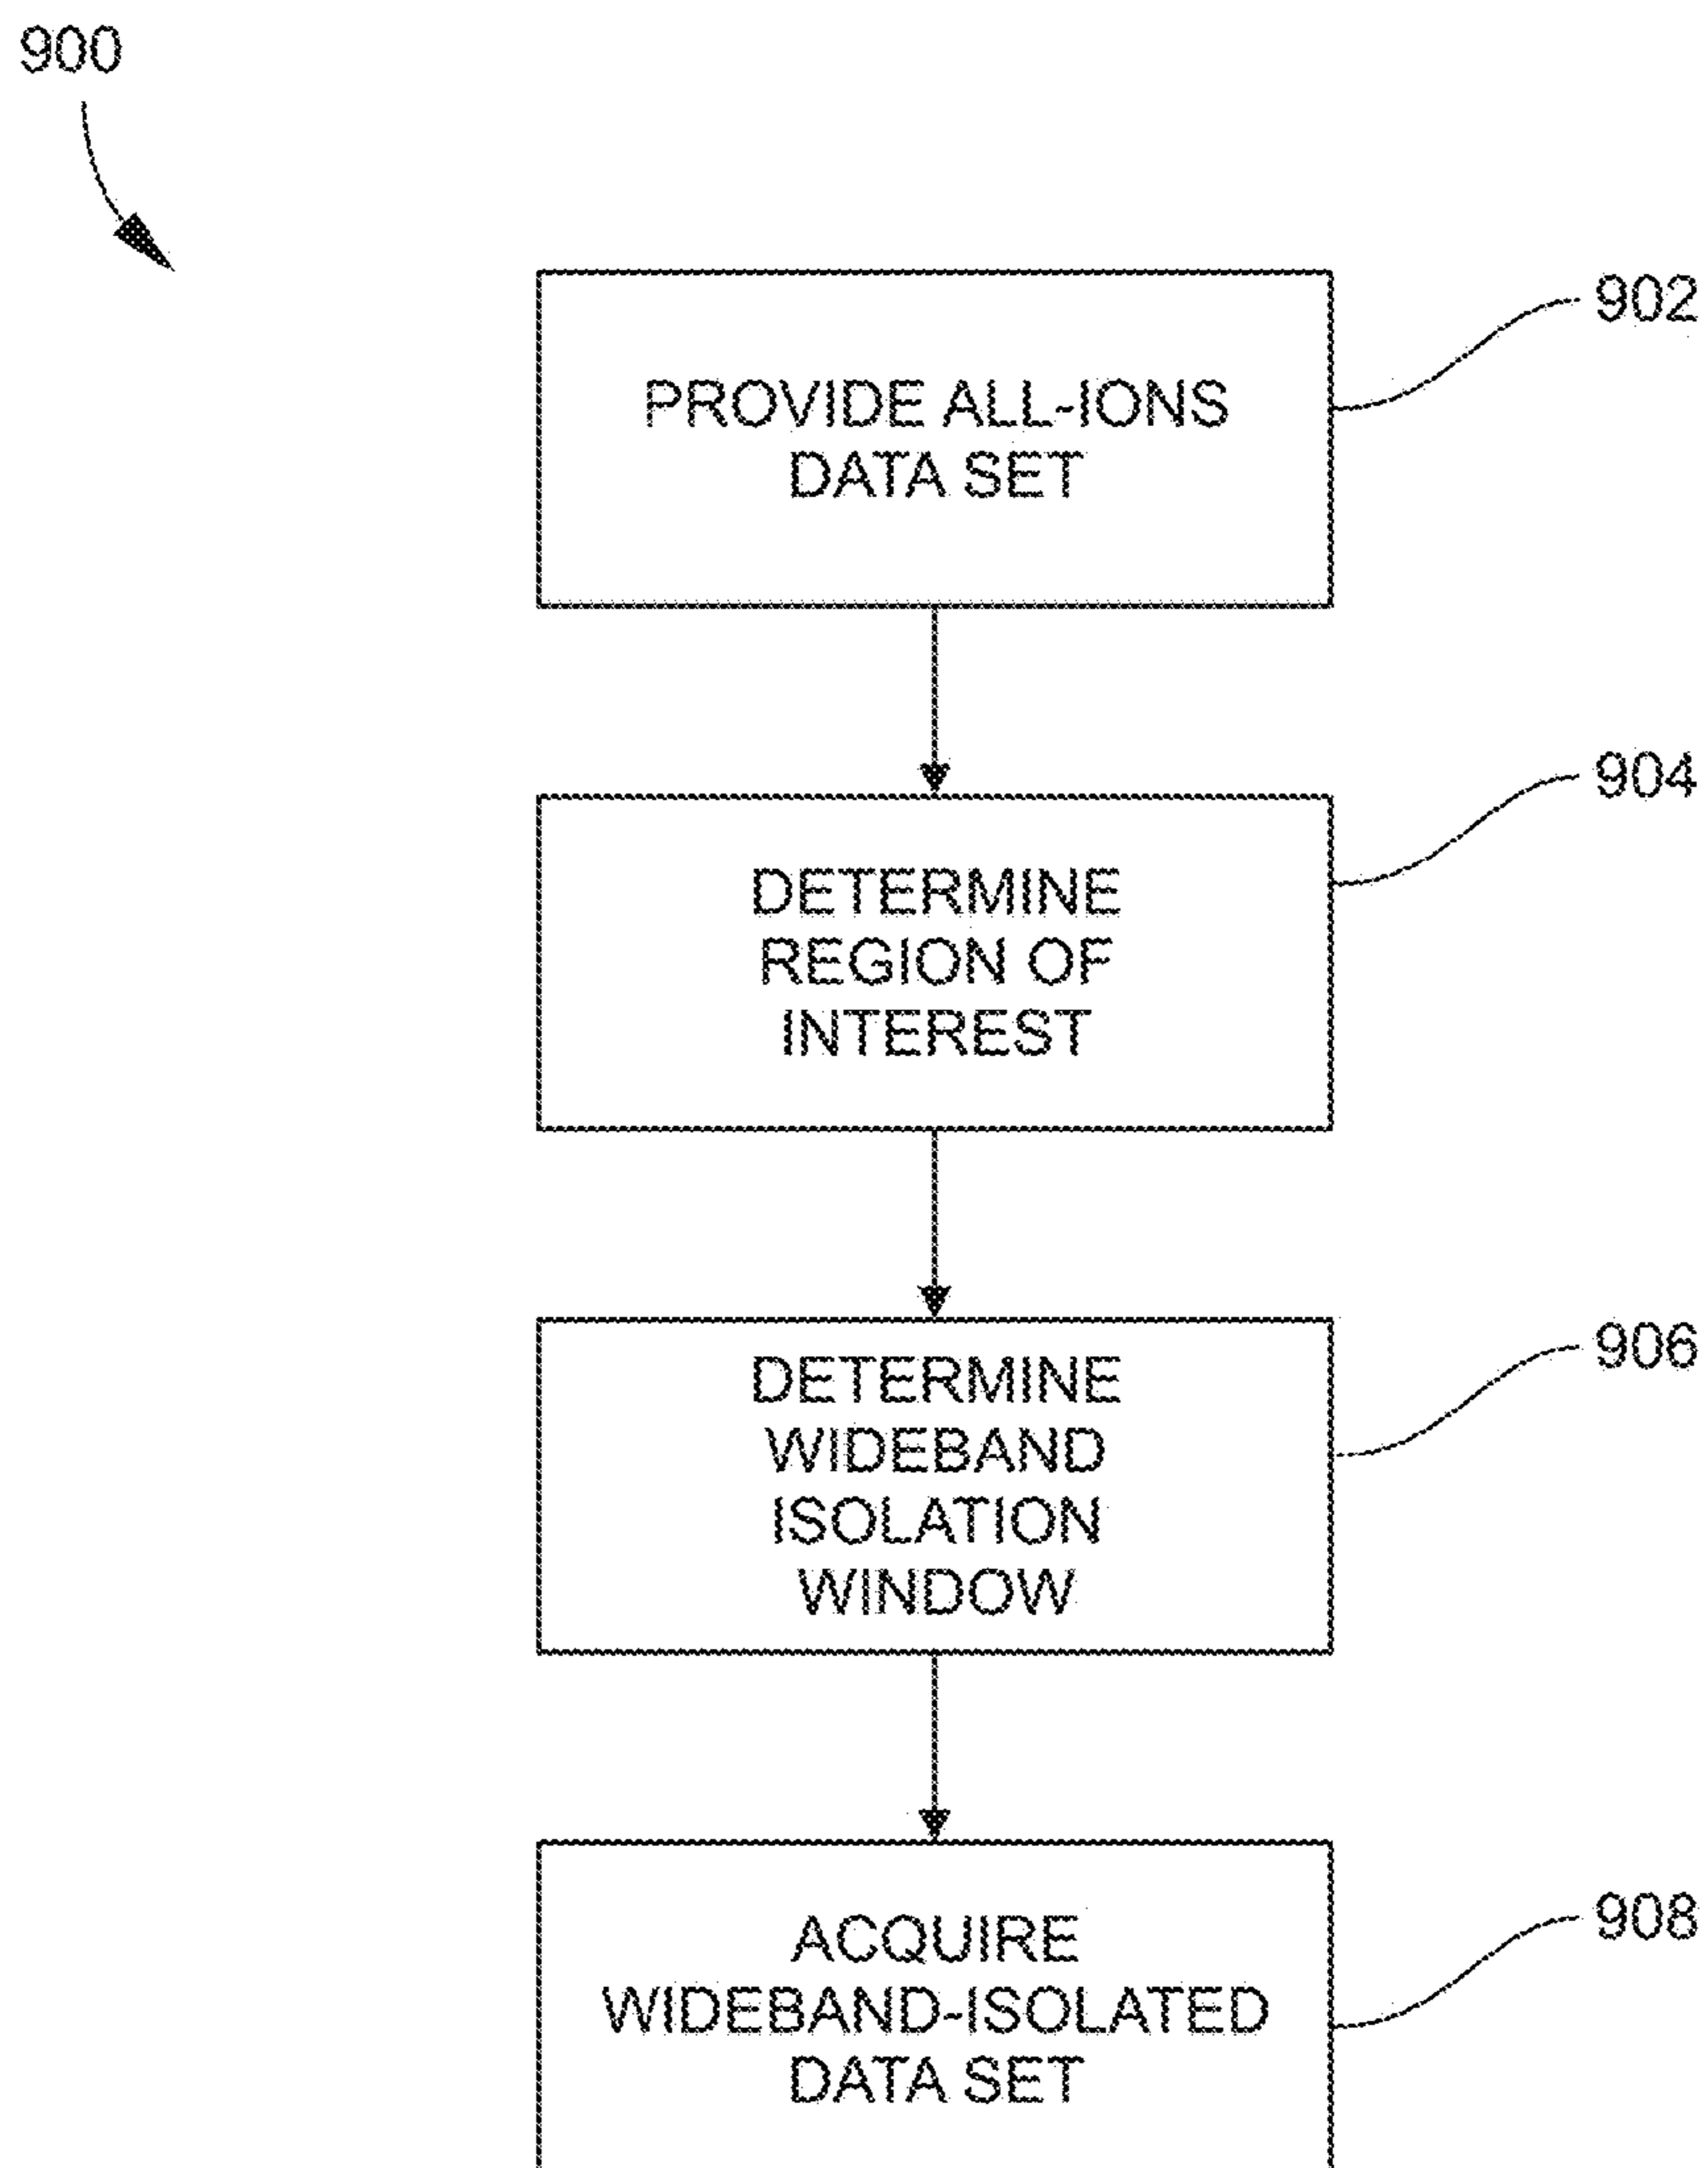 900
902
PROVIDE ALL-IONS
DATA SET
904
DETERMINE
REGION OF
INTEREST
906
DETERMINE
WIDEBAND
ISOLATION
WINDOW
908
ACQUIRE
WIDEBAND-ISOLATED
DATA SET